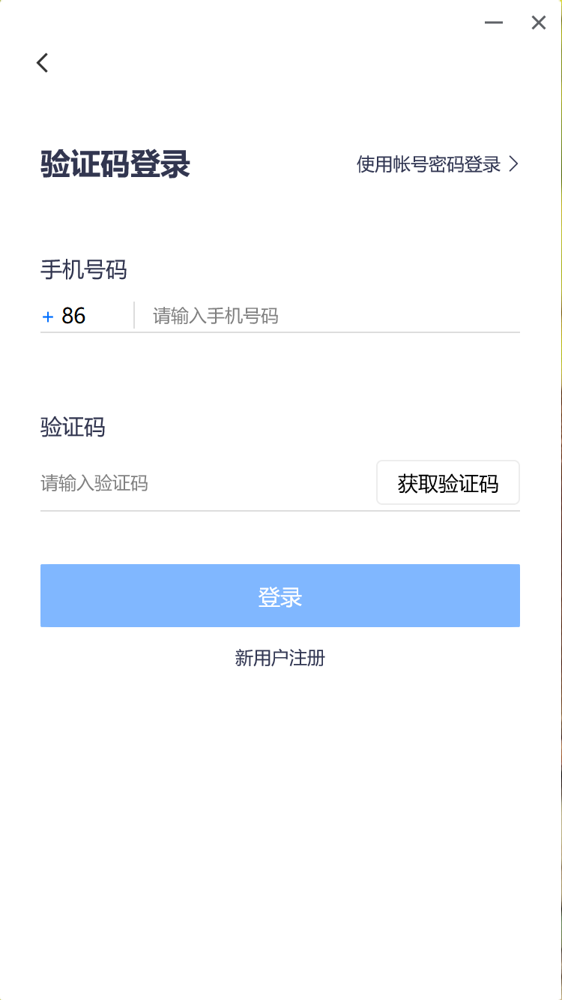 验证码登录
使用帐号密码登录
手机号码
+ 86 请输入手机号码
验证码
请输入验证码 获取验证码
登录
新用户注册